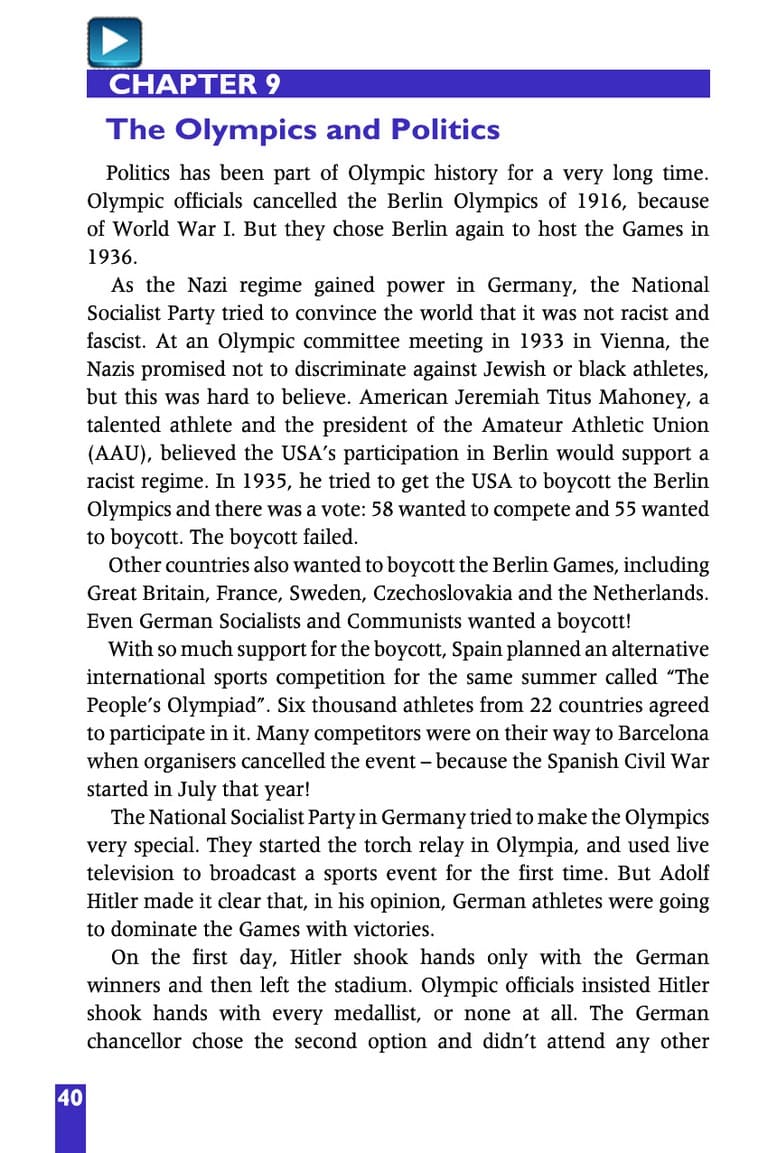 CHAPTER 9
The Olympics and Politics
Politics has been part of Olympic history for a very long time.
Olympic officials cancelled the Berlin Olympics of 1916, because
of World War I. But they chose Berlin again to host the Games in
1936.
As the Nazi regime gained power in Germany, the National
Socialist Party tried to convince the world that it was not racist and
fascist. At an Olympic committee meeting in 1933 in Vienna, the
Nazis promised not to discriminate against Jewish or black athletes,
but this was hard to believe. American Jeremiah Titus Mahoney, a
talented athlete and the president of the Amateur Athletic Union
(AAU), believed the USA’s participation in Berlin would support a
racist regime. In 1935, he tried to get the USA to boycott the Berlin
Olympics and there was a vote: 58 wanted to compete and 55 wanted
to boycott. The boycott failed.
Other countries also wanted to boycott the Berlin Games, including
Great Britain, France, Sweden, Czechoslovakia and the Netherlands.
Even German Socialists and Communists wanted a boycott!
With so much support for the boycott, Spain planned an alternative
international sports competition for the same summer called “The
People’s Olympiad”. Six thousand athletes from 22 countries agreed
to participate in it. Many competitors were on their way to Barcelona
when organisers cancelled the event – because the Spanish Civil War
started in July that year!
The National Socialist Party in Germany tried to make the Olympics
very special. They started the torch relay in Olympia, and used live
television to broadcast a sports event for the first time. But Adolf
Hitler made it clear that, in his opinion, German athletes were going
to dominate the Games with victories.
On the first day, Hitler shook hands only with the German
winners and then left the stadium. Olympic officials insisted Hitler
shook hands with every medallist, or none at all. The German
chancellor chose the second option and didn’t attend any other
40